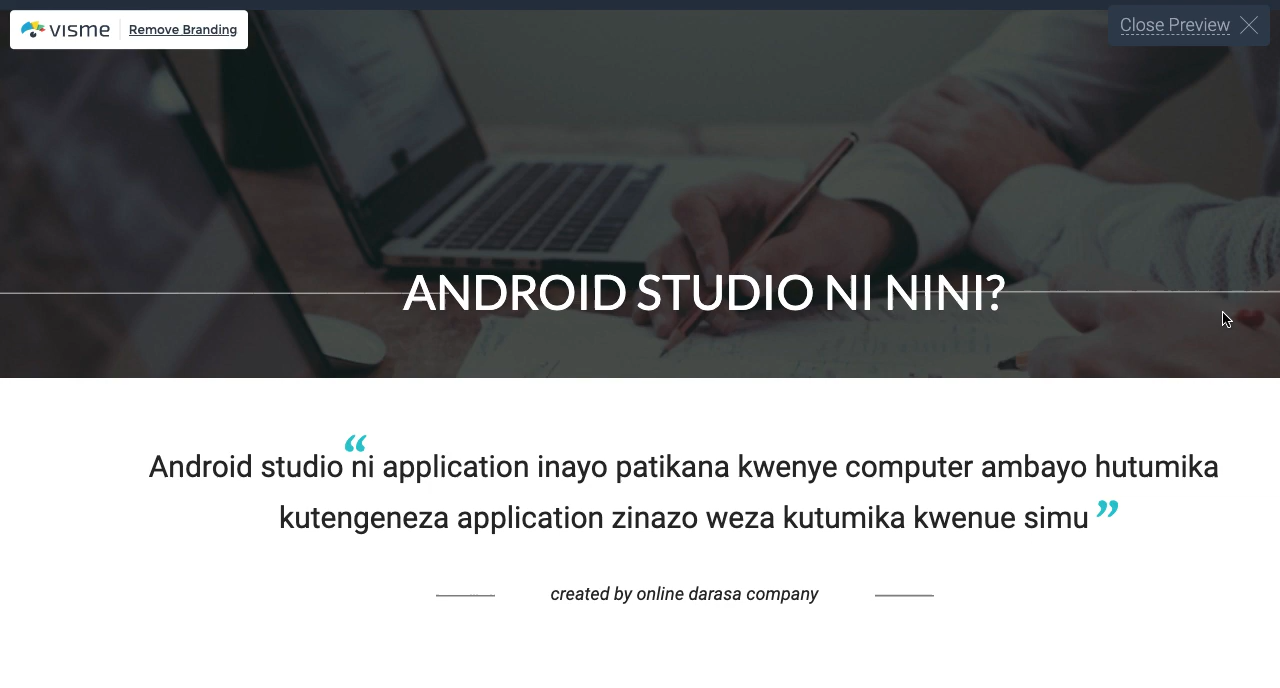 visme
Remove Branding
Close Preview
ANDROID STUDIO NI NINI?
“
Android studio ni application inayo patikana kwenye computer ambayo hutumika
kutengeneza application zinazo weza kutumika kwenue simu ”
created by online darasa company